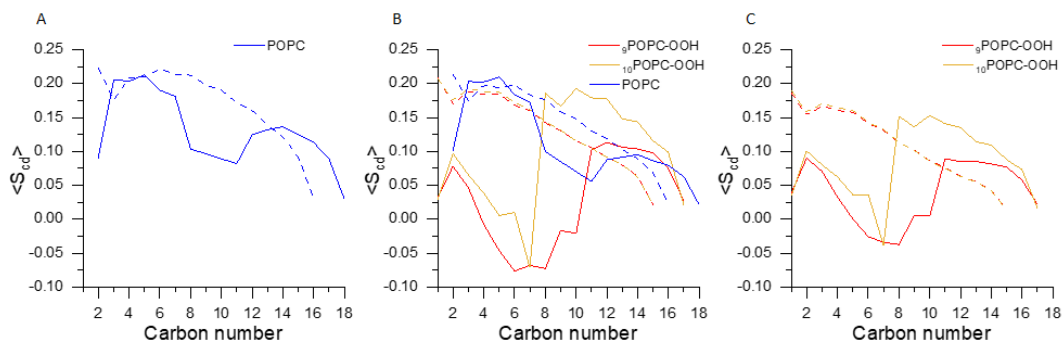 A
POPC
0.25
0.20
0.15
0.10
0.05
0.00
-0.05
-0.10
<S_cd>
2 4 6 8 10 12 14 16 18
Carbon number
B
₉POPC-OOH
₁₀POPC-OOH
POPC
0.25
0.20
0.15
0.10
0.05
0.00
-0.05
-0.10
<S_cd>
2 4 6 8 10 12 14 16 18
Carbon number
C
₉POPC-OOH
₁₀POPC-OOH
0.25
0.20
0.15
0.10
0.05
0.00
-0.05
-0.10
<S_cd>
2 4 6 8 10 12 14 16 18
Carbon number